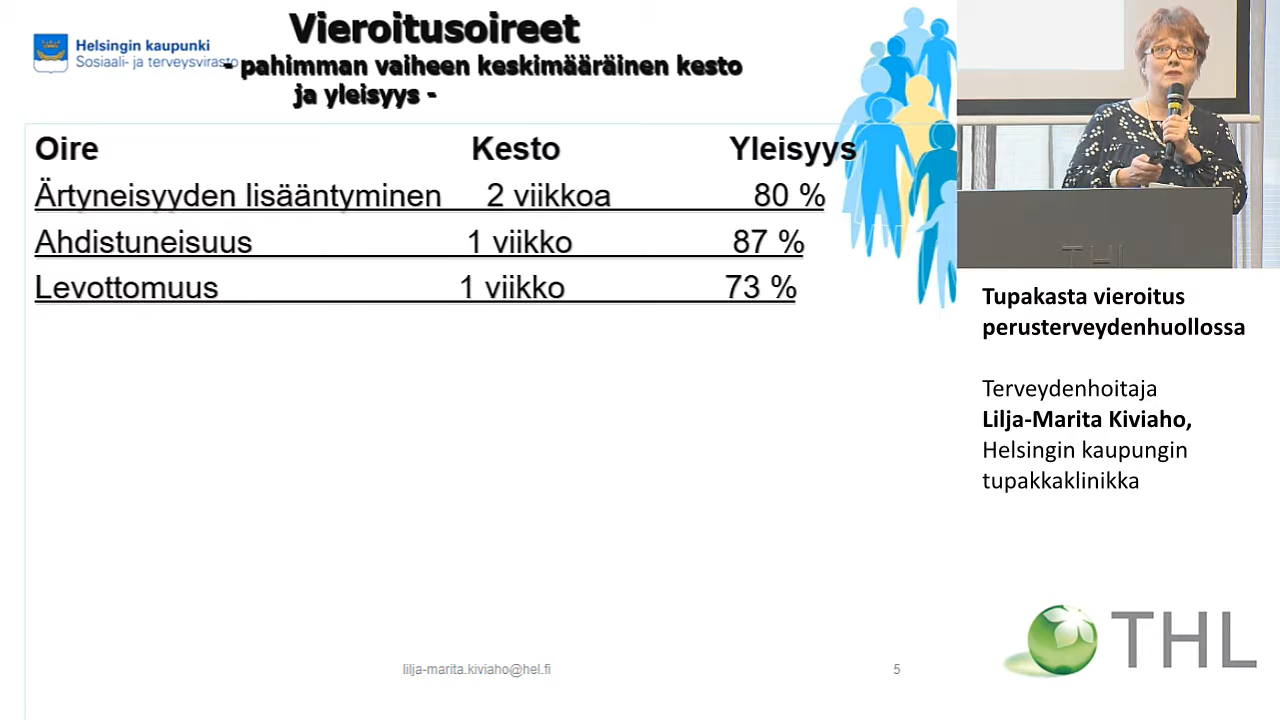 Vieroitusoireet
- pahimman vaiheen keskimääräinen kesto
ja yleisyys -
Helsingin kaupunki
Sosiaali- ja terveysvirasto
Oire Kesto Yleisyys
Ärtyneisyyden lisääntyminen 2 viikkoa 80 %
Ahdistuneisuus 1 viikko 87 %
Levottomuus 1 viikko 73 %
lilja-marita.kiviaho@hel.fi 5
THL
Tupakasta vieroitus
perusterveydenhuollossa
Terveydenhoitaja
Lilja-Marita Kiviaho,
Helsingin kaupungin
tupakkaklinikka
THL